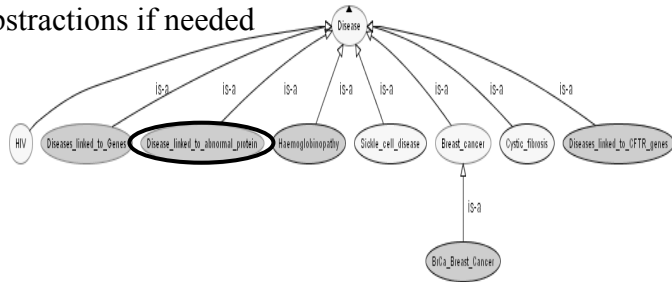 bstractions if needed
Disease
is-a is-a is-a is-a is-a is-a is-a
HIV Diseases_linked_to_Genes Disease_linked_to_abnormal_protein Haemoglobinopathy Sickle_cell_disease Breast_cancer Cystic_fibrosis Diseases_linked_to_CFTR_genes
is-a
BrCa_Breast_Cancer